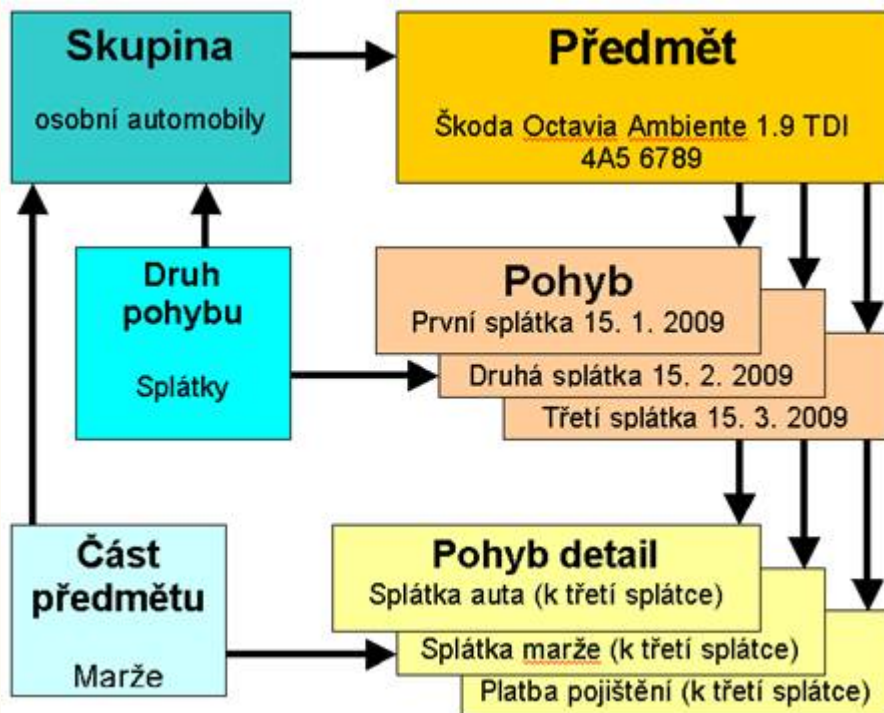 Skupina
osobní automobily
Předmět
Škoda Octavia Ambiente 1.9 TDI
4A5 6789
Druh
pohybu
Splátky
Pohyb
První splátka 15. 1. 2009
Druhá splátka 15. 2. 2009
Třetí splátka 15. 3. 2009
Část
předmětu
Marže
Pohyb detail
Splátka auta (k třetí splátce)
Splátka marže (k třetí splátce)
Platba pojištění (k třetí splátce)